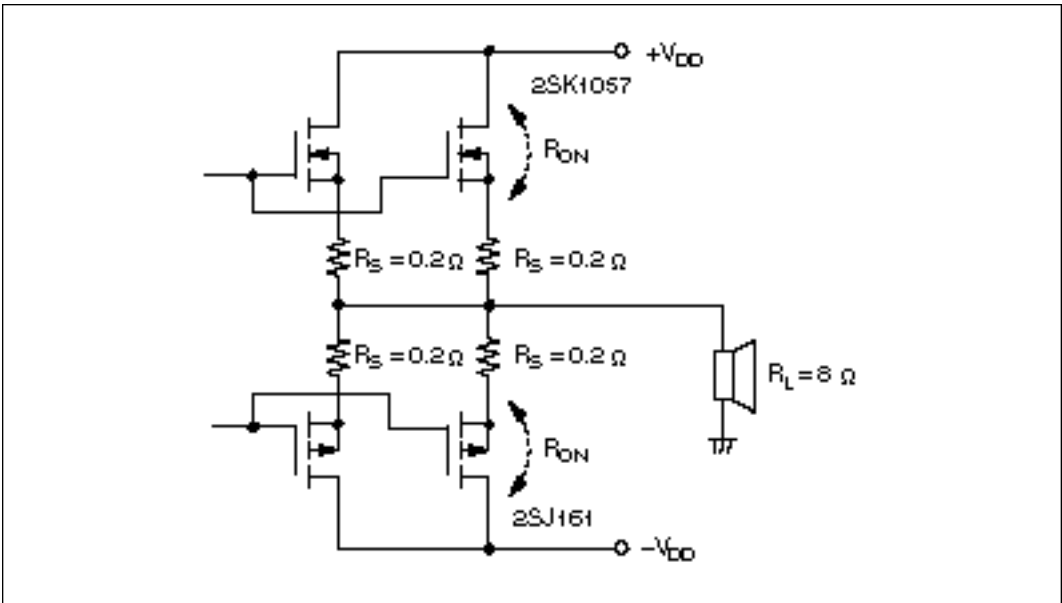 +VDD
2SK1057
RON
RS = 0.2 Ω RS = 0.2 Ω
RS = 0.2 Ω RS = 0.2 Ω
RL = 8 Ω
RON
2SJ161
–VDD